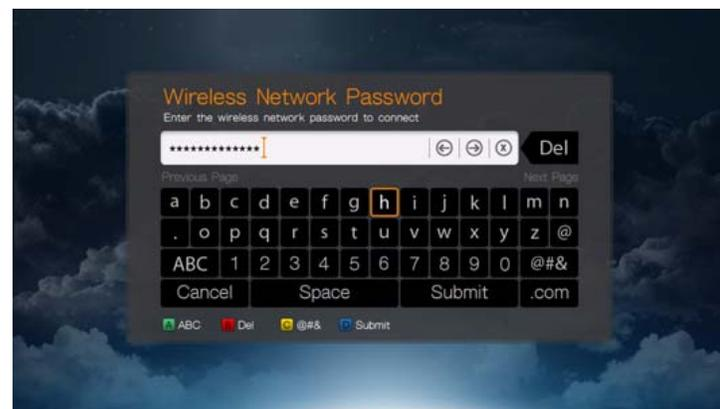 Wireless Network Password
Enter the wireless network password to connect
*************
Del
Previous Page Next Page
a b c d e f g h i j k l m n
. o p q r s t u v w x y z @
ABC 1 2 3 4 5 6 7 8 9 0 @#&
Cancel Space Submit .com
A ABC B Del C @#& D Submit